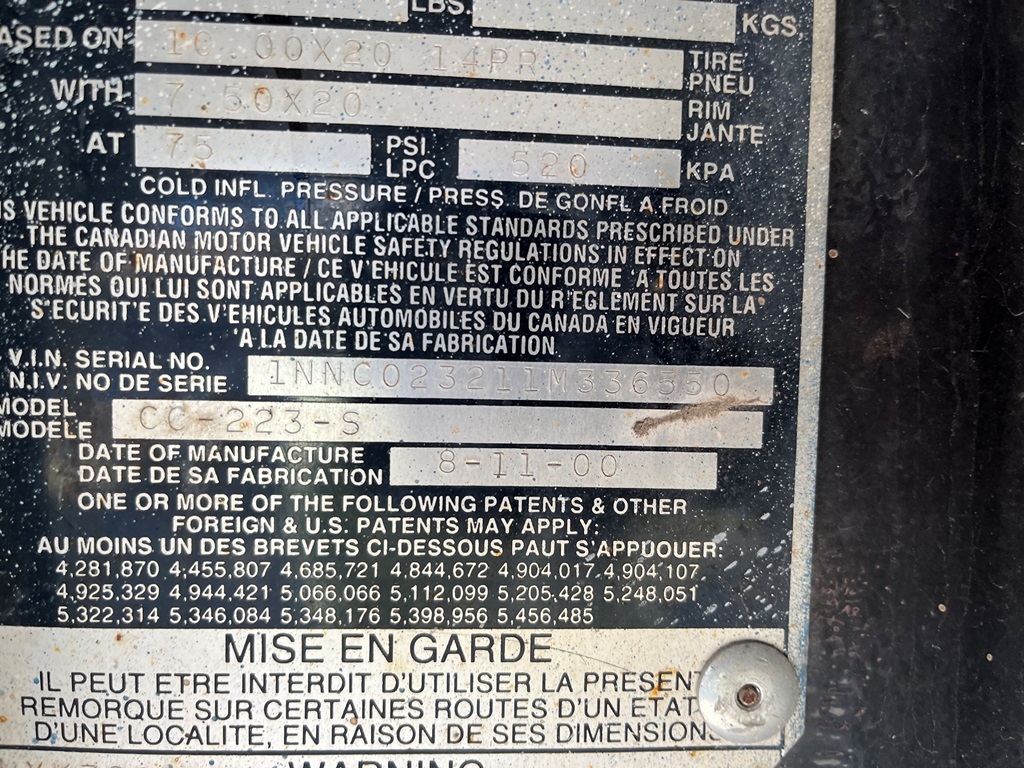 LBS. KGS
ASED ON 10.00X20 14PR TIRE PNEU
WITH 7.50X20 RIM JANTE
AT 75 PSI LPC 520 KPA
COLD INFL. PRESSURE / PRESS. DE GONFL A FROID
IS VEHICLE CONFORMS TO ALL APPLICABLE STANDARDS PRESCRIBED UNDER
THE CANADIAN MOTOR VEHICLE SAFETY REGULATIONS IN EFFECT ON
HE DATE OF MANUFACTURE / CE V'EHICULE EST CONFORME 'A TOUTES LES
NORMES QUI LUI SONT APPLICABLES EN VERTU DU R'EGLEMENT SUR LA
S'ECURIT'E DES V'EHICULES AUTOMOBILES DU CANADA EN VIGUEUR
'A LA DATE DE SA FABRICATION
V.I.N. SERIAL NO.
N.I.V. NO DE SERIE 1NNC023211M336550
MODEL
MODÈLE CC-223-S
DATE OF MANUFACTURE
DATE DE SA FABRICATION 8-11-00
ONE OR MORE OF THE FOLLOWING PATENTS & OTHER
FOREIGN & U.S. PATENTS MAY APPLY:
AU MOINS UN DES BREVETS CI-DESSOUS PAUT S'APPUOUER:
4,281,870 4,455,807 4,685,721 4,844,672 4,904,017 4,904,107
4,925,329 4,944,421 5,066,066 5,112,099 5,205,428 5,248,051
5,322,314 5,346,084 5,348,176 5,398,956 5,456,485
MISE EN GARDE
IL PEUT ETRE INTERDIT D'UTILISER LA PRESENT
REMORQUE SUR CERTAINES ROUTES D'UN ETAT
D'UNE LOCALITE, EN RAISON DE SES DIMENSION
WARNING